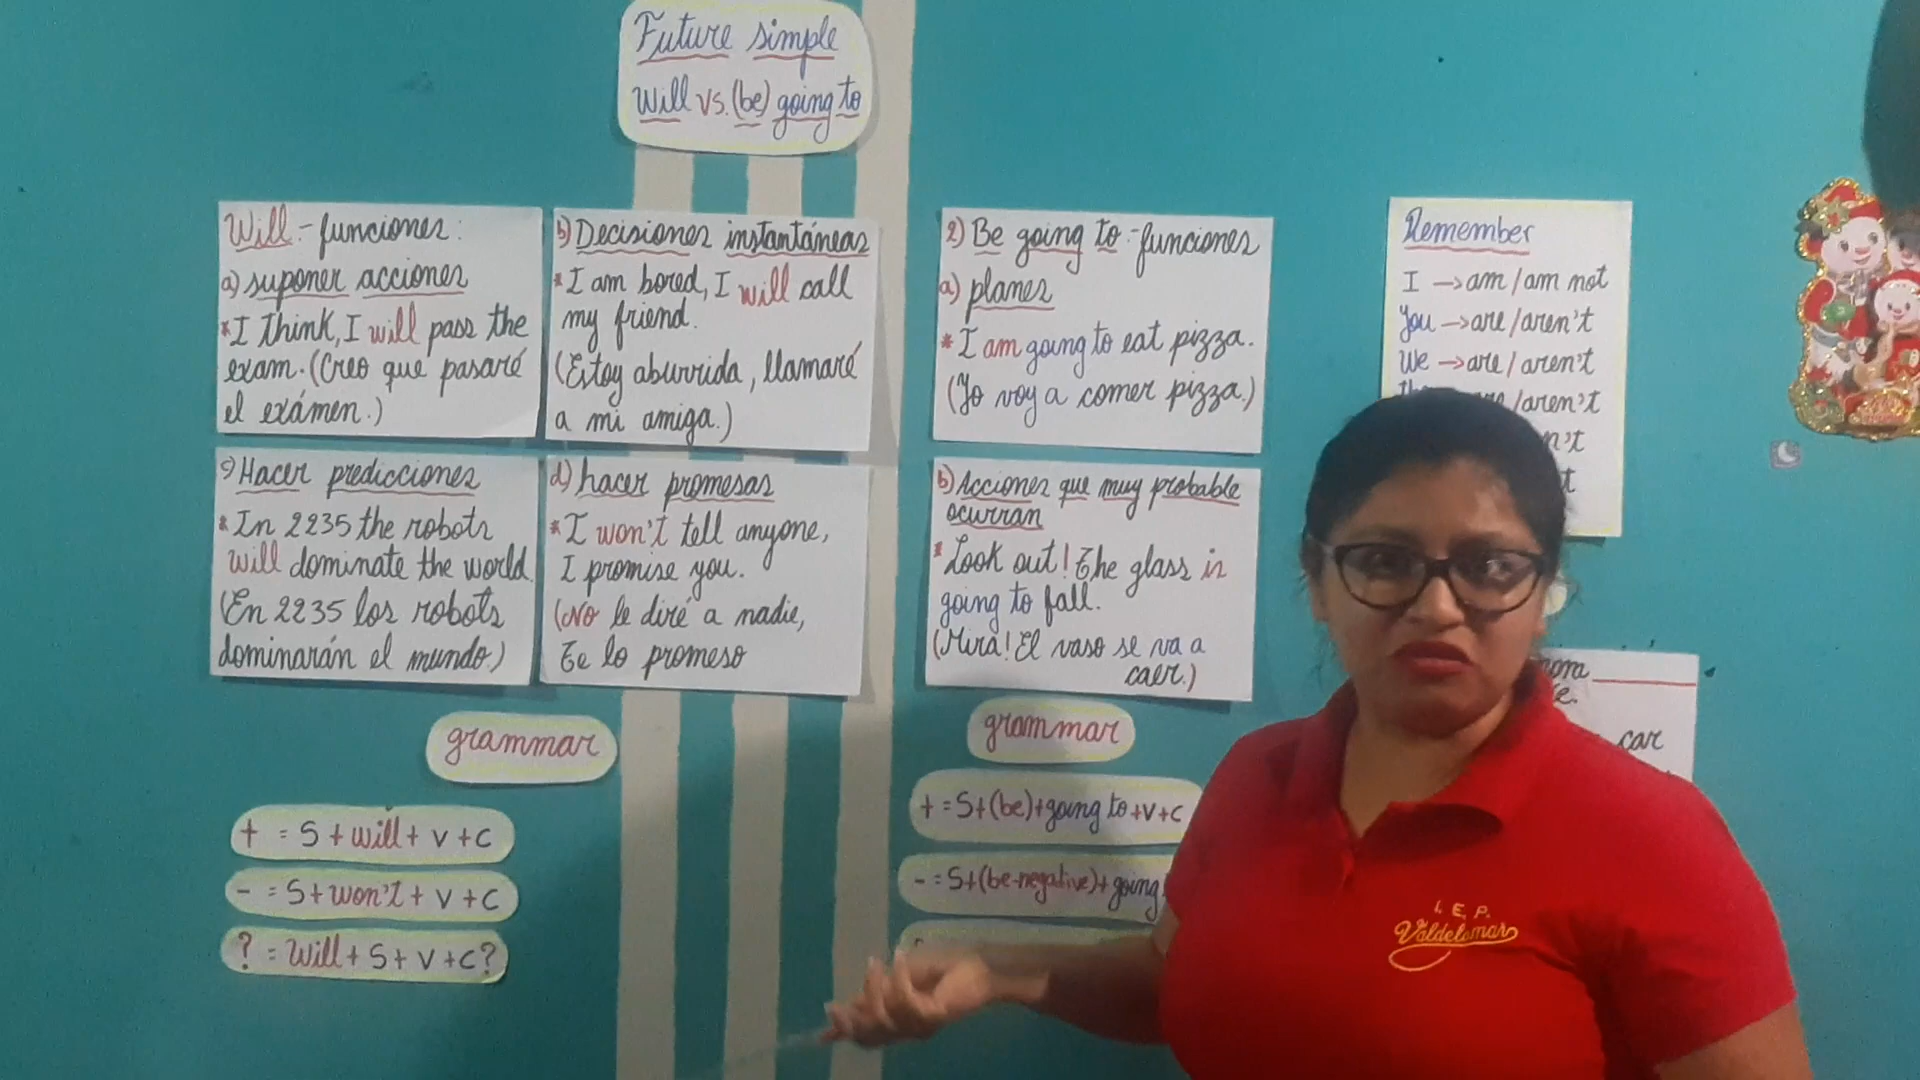 Future simple
Will vs. (be) going to
Will - funciones:
a) suponer acciones
*I think, I will pass the
exam. (Creo que pasaré
el exámen.)
b) Decisiones instantáneas
*I am bored, I will call
my friend.
(Estoy aburrida, llamaré
a mi amiga.)
c) Hacer predicciones
*In 2235 the robots
will dominate the world.
(En 2235 los robots
dominarán el mundo.)
d) hacer promesas
*I won't tell anyone,
I promise you.
(No le diré a nadie,
te lo promeso
grammar
+ = S + will + v + c
- = S + won't + v + c
? = Will + S + v + c?
2) Be going to - funciones
a) planes
*I am going to eat pizza.
(Yo voy a comer pizza.)
b) Acciones que muy probable
ocurran
*Look out! The glass is
going to fall.
(Mira! El vaso se va a
caer.)
grammar
+ = S + (be) + going to + v + c
- = S + (be-negative) + going
Remember
I → am / am not
You → are / aren't
We → are / aren't
/aren't
car
I. E. P.
Valdelomar